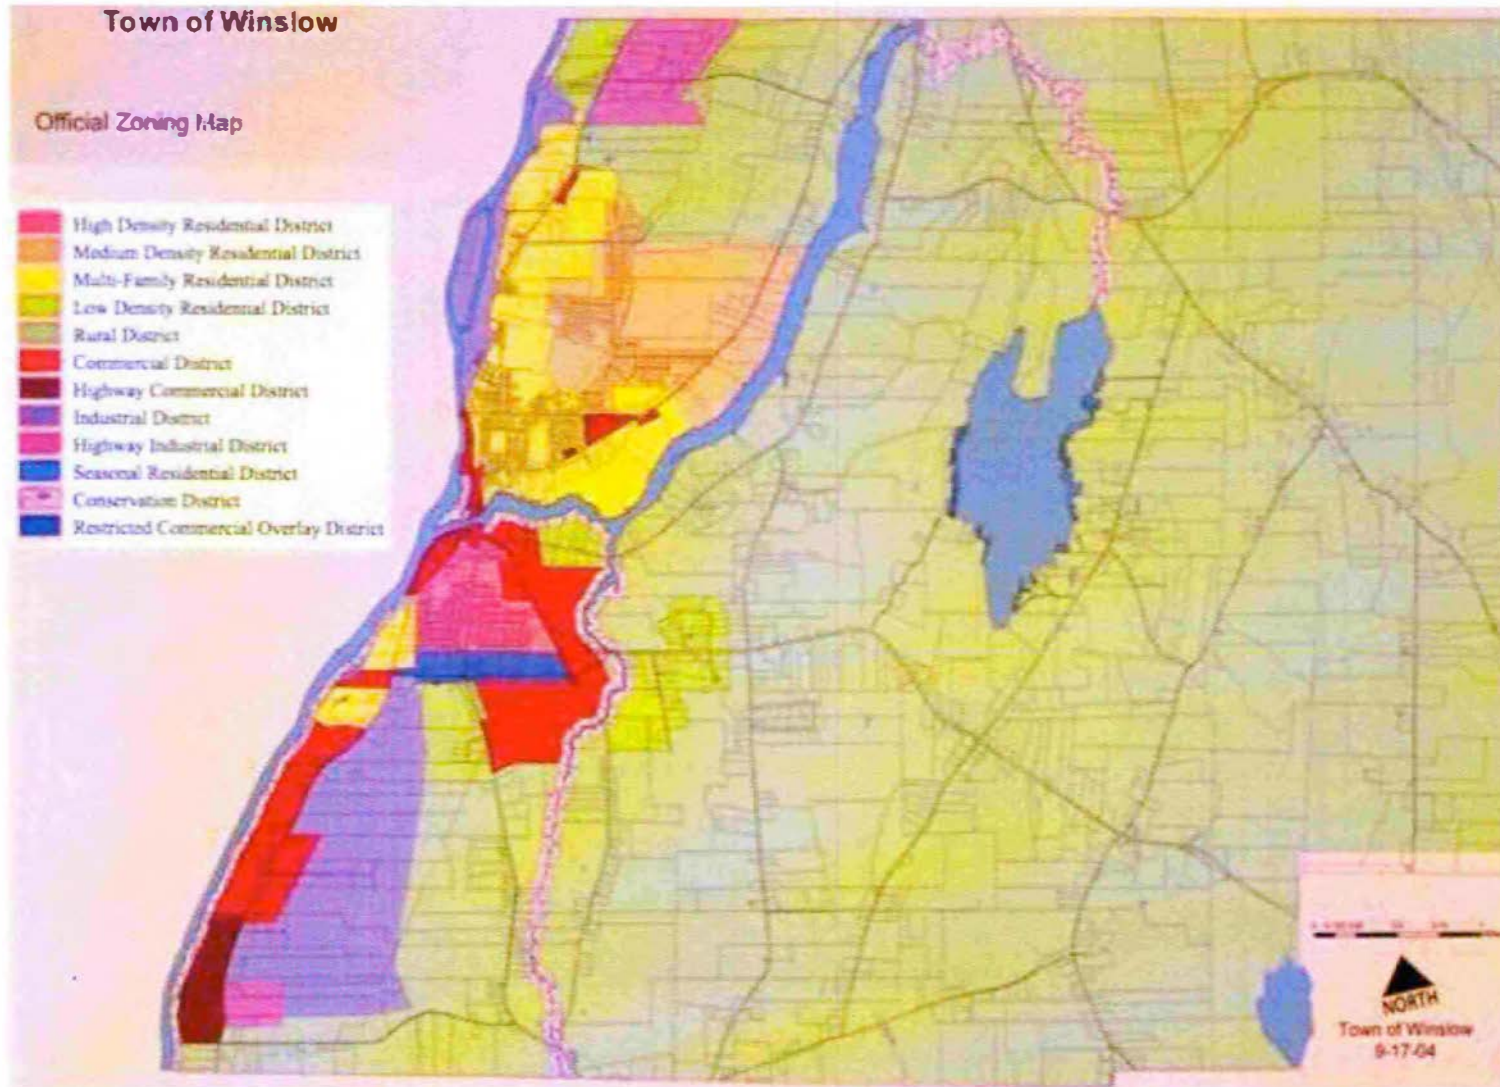 Town of Winslow
Official Zoning Map
High Density Residential District
Medium Density Residential District
Multi-Family Residential District
Low Density Residential District
Rural District
Commercial District
Highway Commercial District
Industrial District
Highway Industrial District
Seasonal Residential District
Conservation District
Restricted Commercial Overlay District
NORTH
Town of Winslow
9-17-04